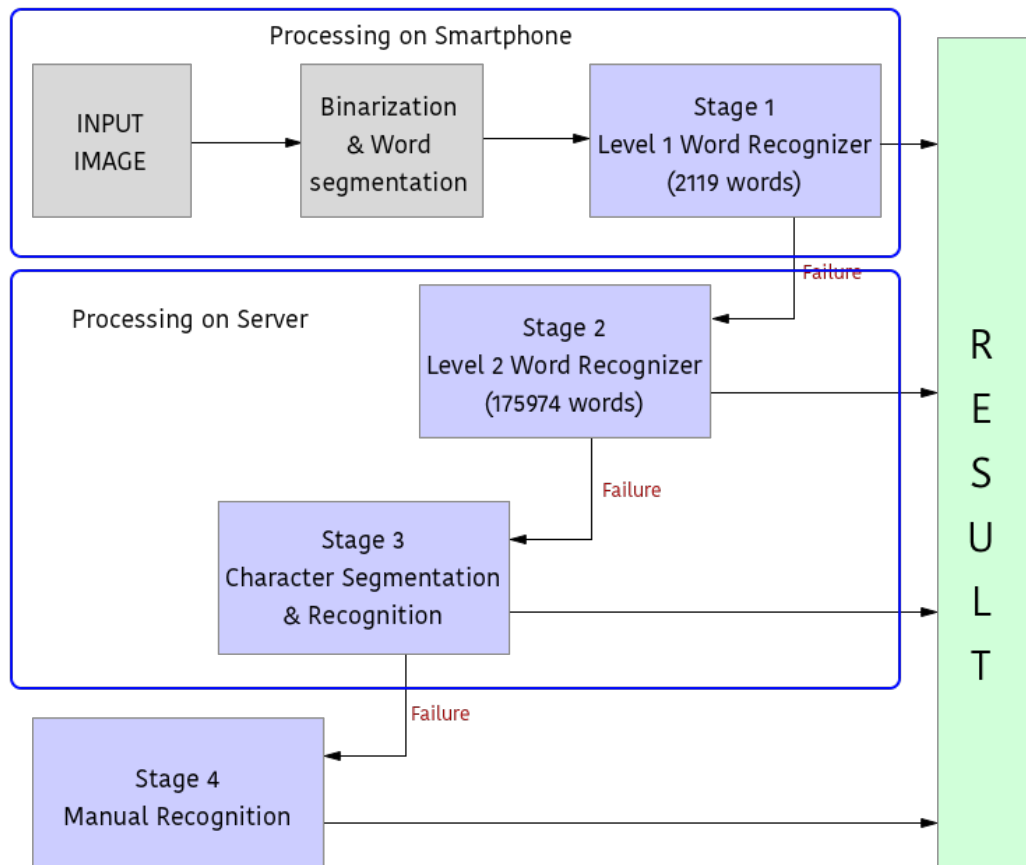 Processing on Smartphone
INPUT
IMAGE
Binarization
& Word
segmentation
Stage 1
Level 1 Word Recognizer
(2119 words)
Failure
Processing on Server
Stage 2
Level 2 Word Recognizer
(175974 words)
Failure
Stage 3
Character Segmentation
& Recognition
Failure
Stage 4
Manual Recognition
R
E
S
U
L
T